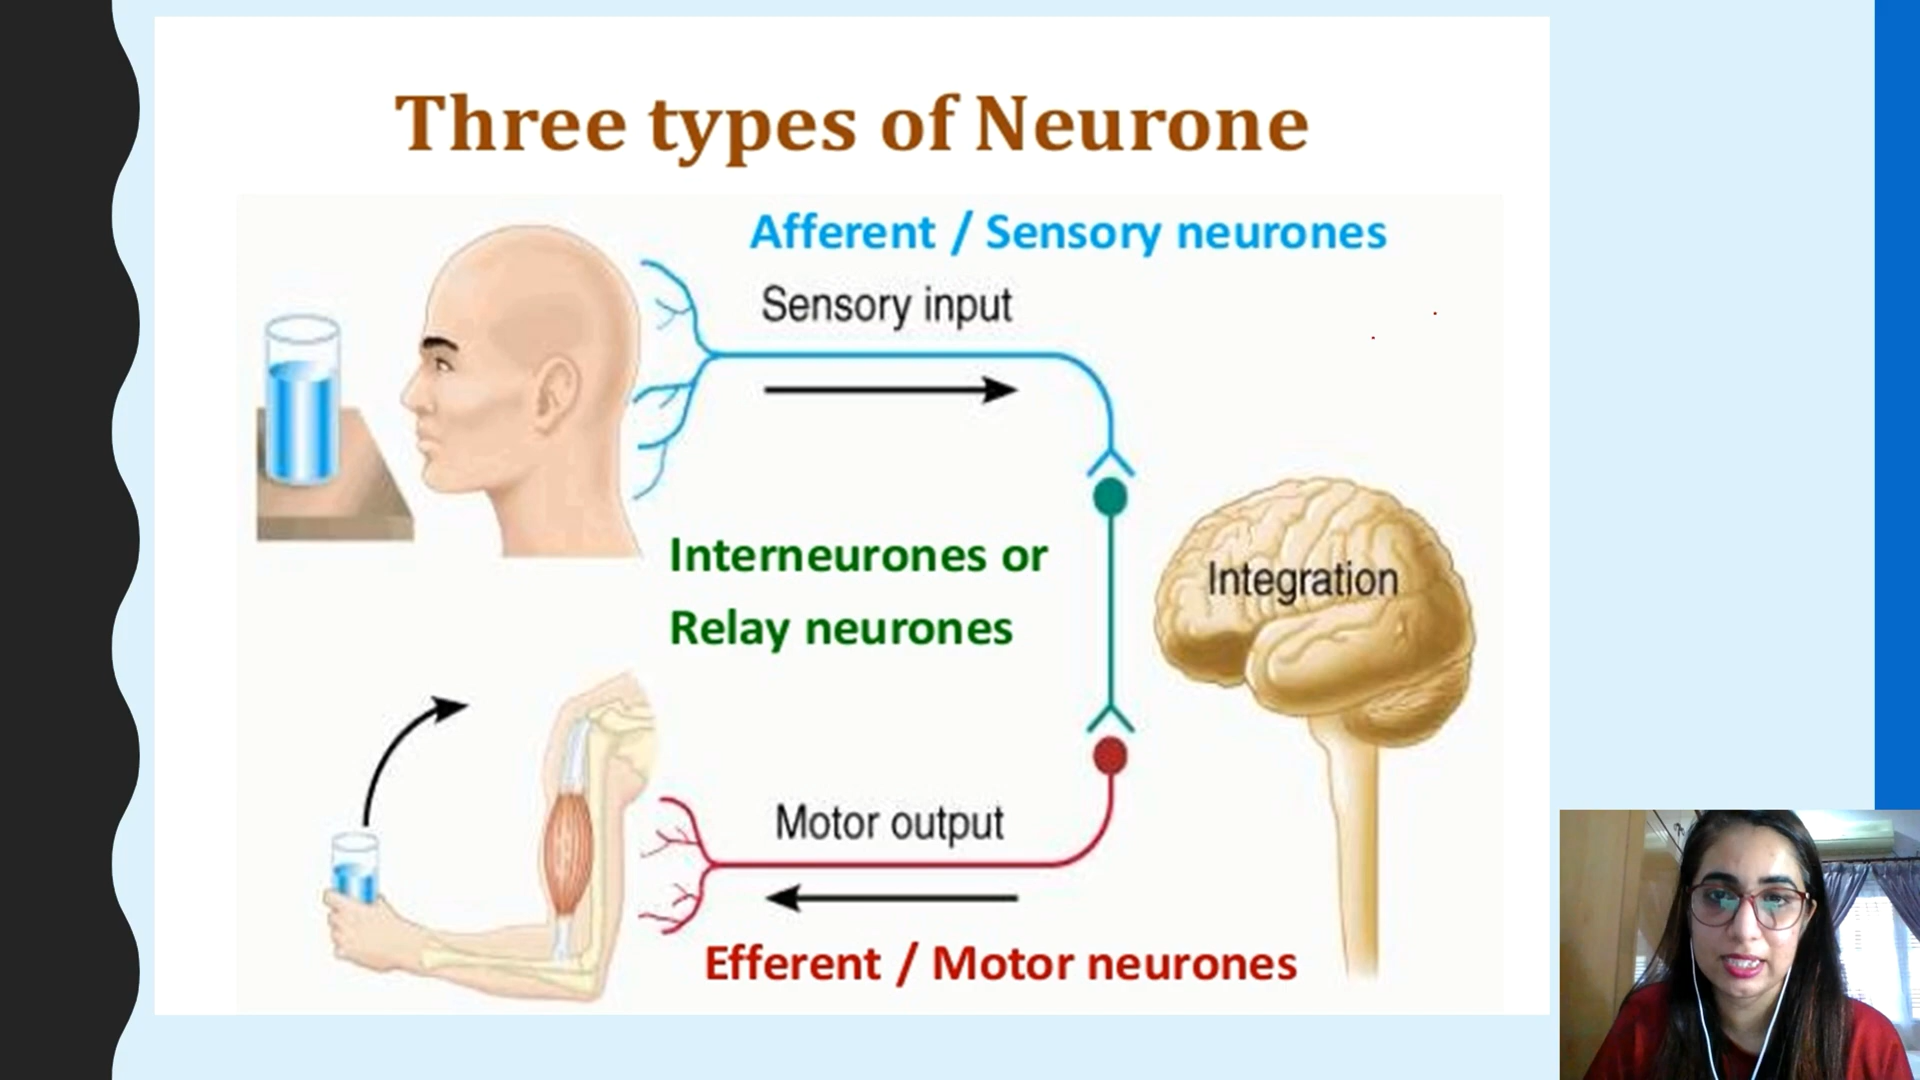 Three types of Neurone
Afferent / Sensory neurones
Sensory input
Interneurones or
Relay neurones
Integration
Motor output
Efferent / Motor neurones